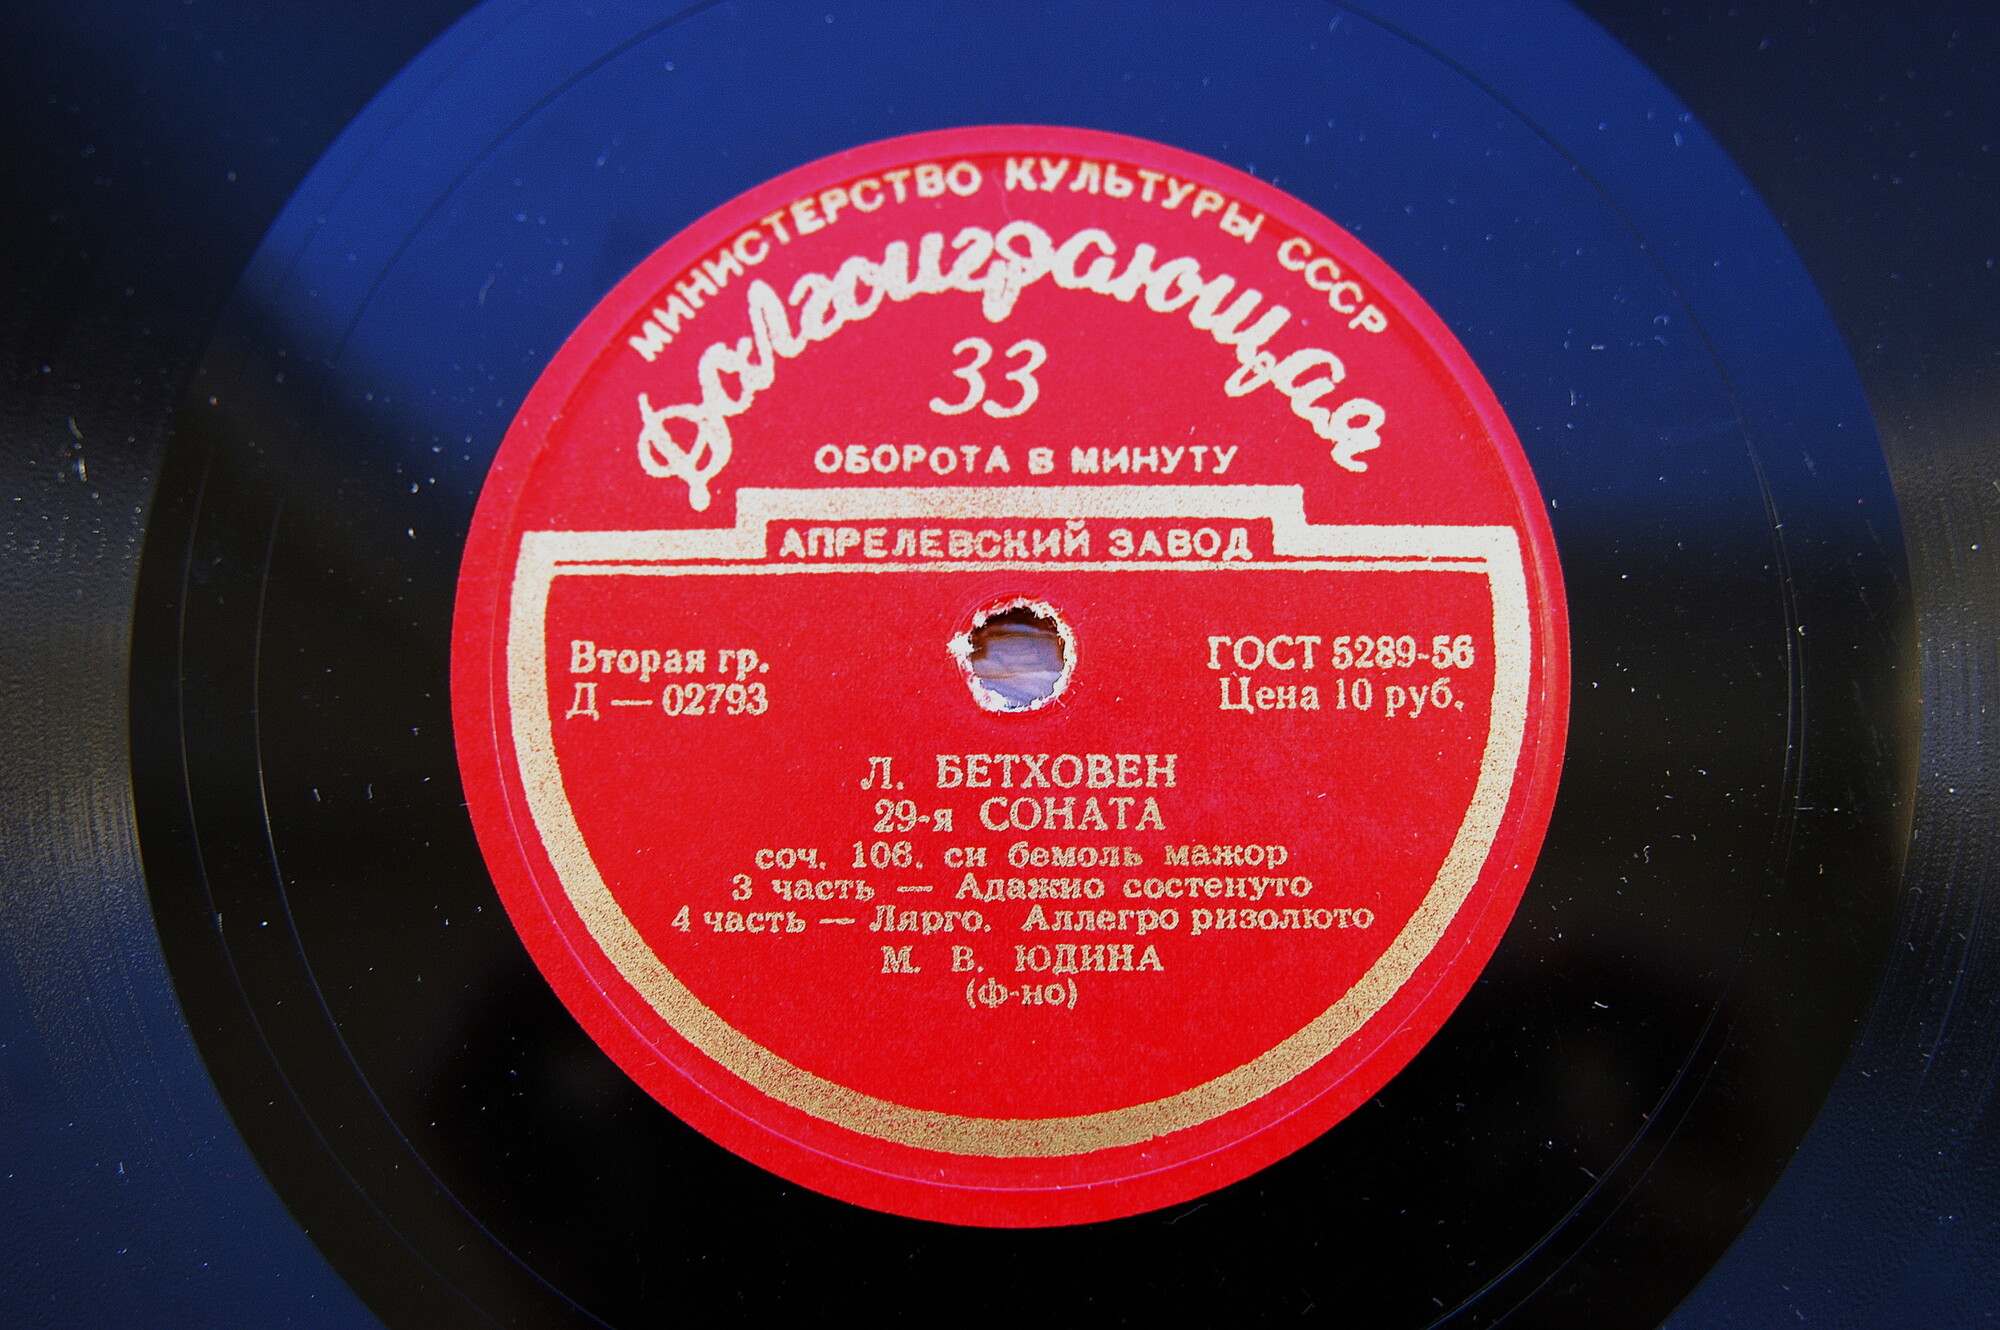 МИНИСТЕРСТВО КУЛЬТУРЫ СССР
Долгоиграющая
33
ОБОРОТА В МИНУТУ
АПРЕЛЕВСКИЙ ЗАВОД
Вторая гр.
Д — 02793
ГОСТ 5289-56
Цена 10 руб.
Л. БЕТХОВЕН
29-я СОНАТА
соч. 106. си бемоль мажор
3 часть — Адажио состенуто
4 часть — Лярго. Аллегро ризолюто
М. В. ЮДИНА
(ф-но)